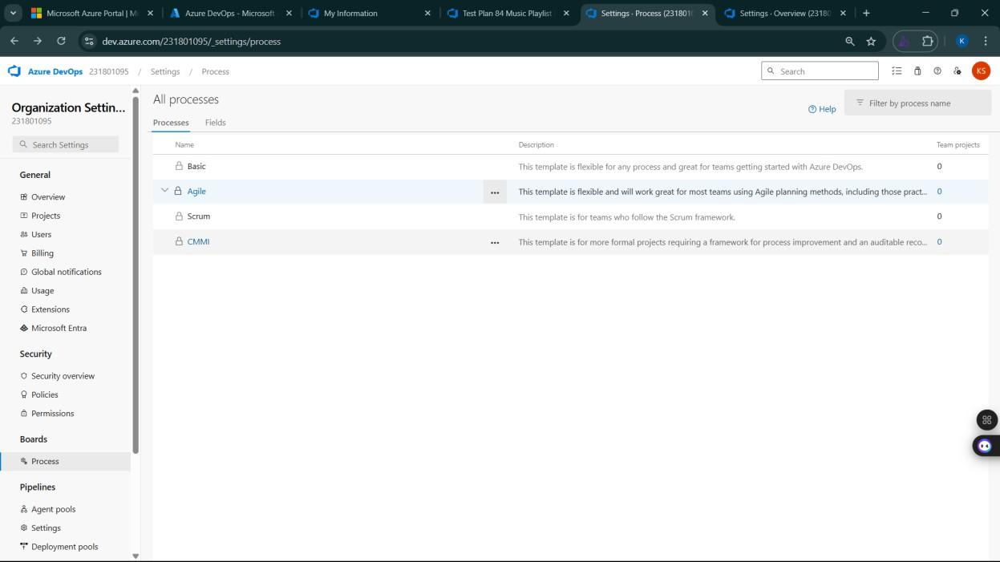 Microsoft Azure Portal | Mi
Azure DevOps - Microsoft
My Information
Test Plan 84 Music Playlist
Settings · Process (231801
Settings · Overview (23180
dev.azure.com/231801095/_settings/process
K
Azure DevOps 231801095 / Settings / Process
Search
KS
Organization Settin...
231801095
Search Settings
General
Overview
Projects
Users
Billing
Global notifications
Usage
Extensions
Microsoft Entra
Security
Security overview
Policies
Permissions
Boards
Process
Pipelines
Agent pools
Settings
Deployment pools
All processes
Help
Filter by process name
Processes Fields
Name Description Team projects
Basic This template is flexible for any process and great for teams getting started with Azure DevOps. 0
Agile ... This template is flexible and will work great for most teams using Agile planning methods, including those pract... 0
Scrum This template is for teams who follow the Scrum framework. 0
CMMI ... This template is for more formal projects requiring a framework for process improvement and an auditable reco... 0